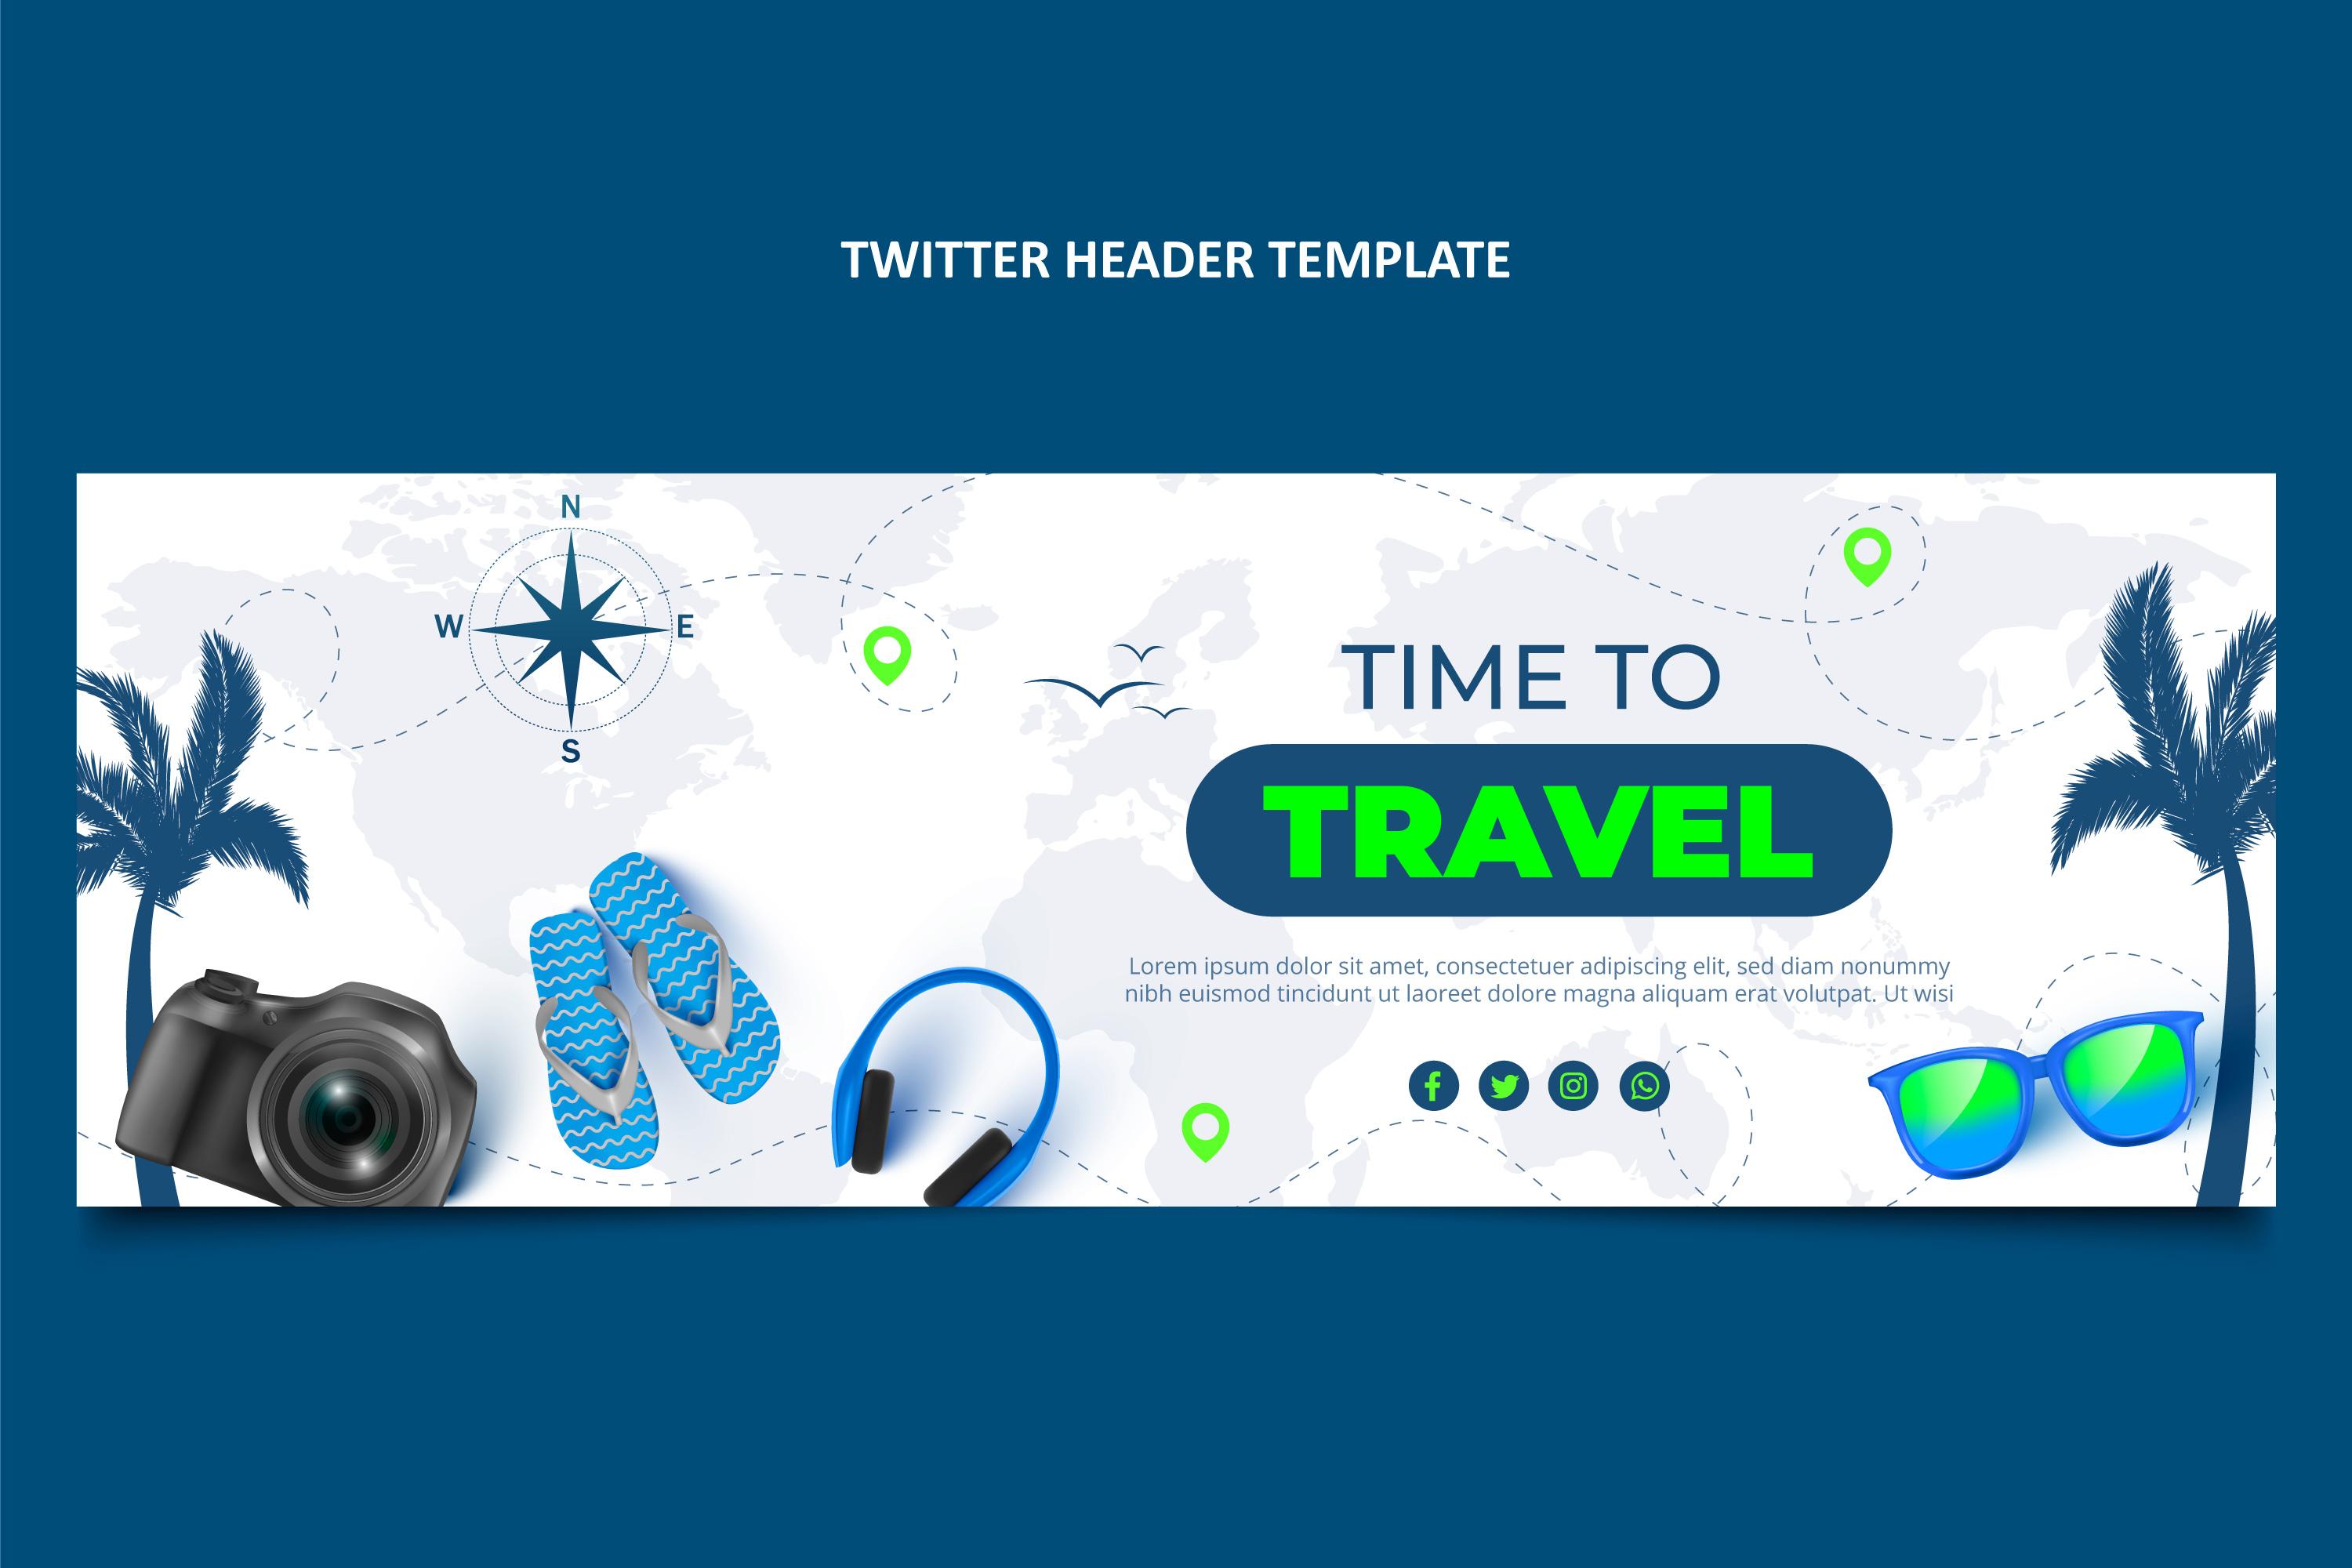 TWITTER HEADER TEMPLATE
N
W
E
S
TIME TO
TRAVEL
Lorem ipsum dolor sit amet, consectetuer adipiscing elit, sed diam nonummy
nibh euismod tincidunt ut laoreet dolore magna aliquam erat volutpat. Ut wisi